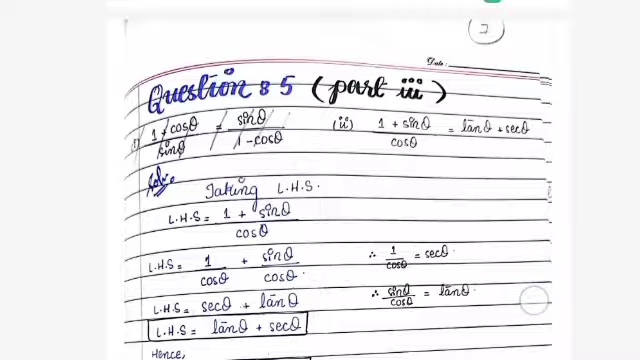 2
Date:
Question : 5 (part iii)
(i) 1 + cosθ / sinθ = sinθ / 1 - cosθ (ii) 1 + sinθ / cosθ = tanθ + secθ
Sol:
Taking L.H.S.
L.H.S = 1 + sinθ / cosθ
L.H.S = 1 / cosθ + sinθ / cosθ ∴ 1 / cosθ = secθ
L.H.S = secθ + tanθ ∴ sinθ / cosθ = tanθ
L.H.S = tanθ + secθ
Hence,